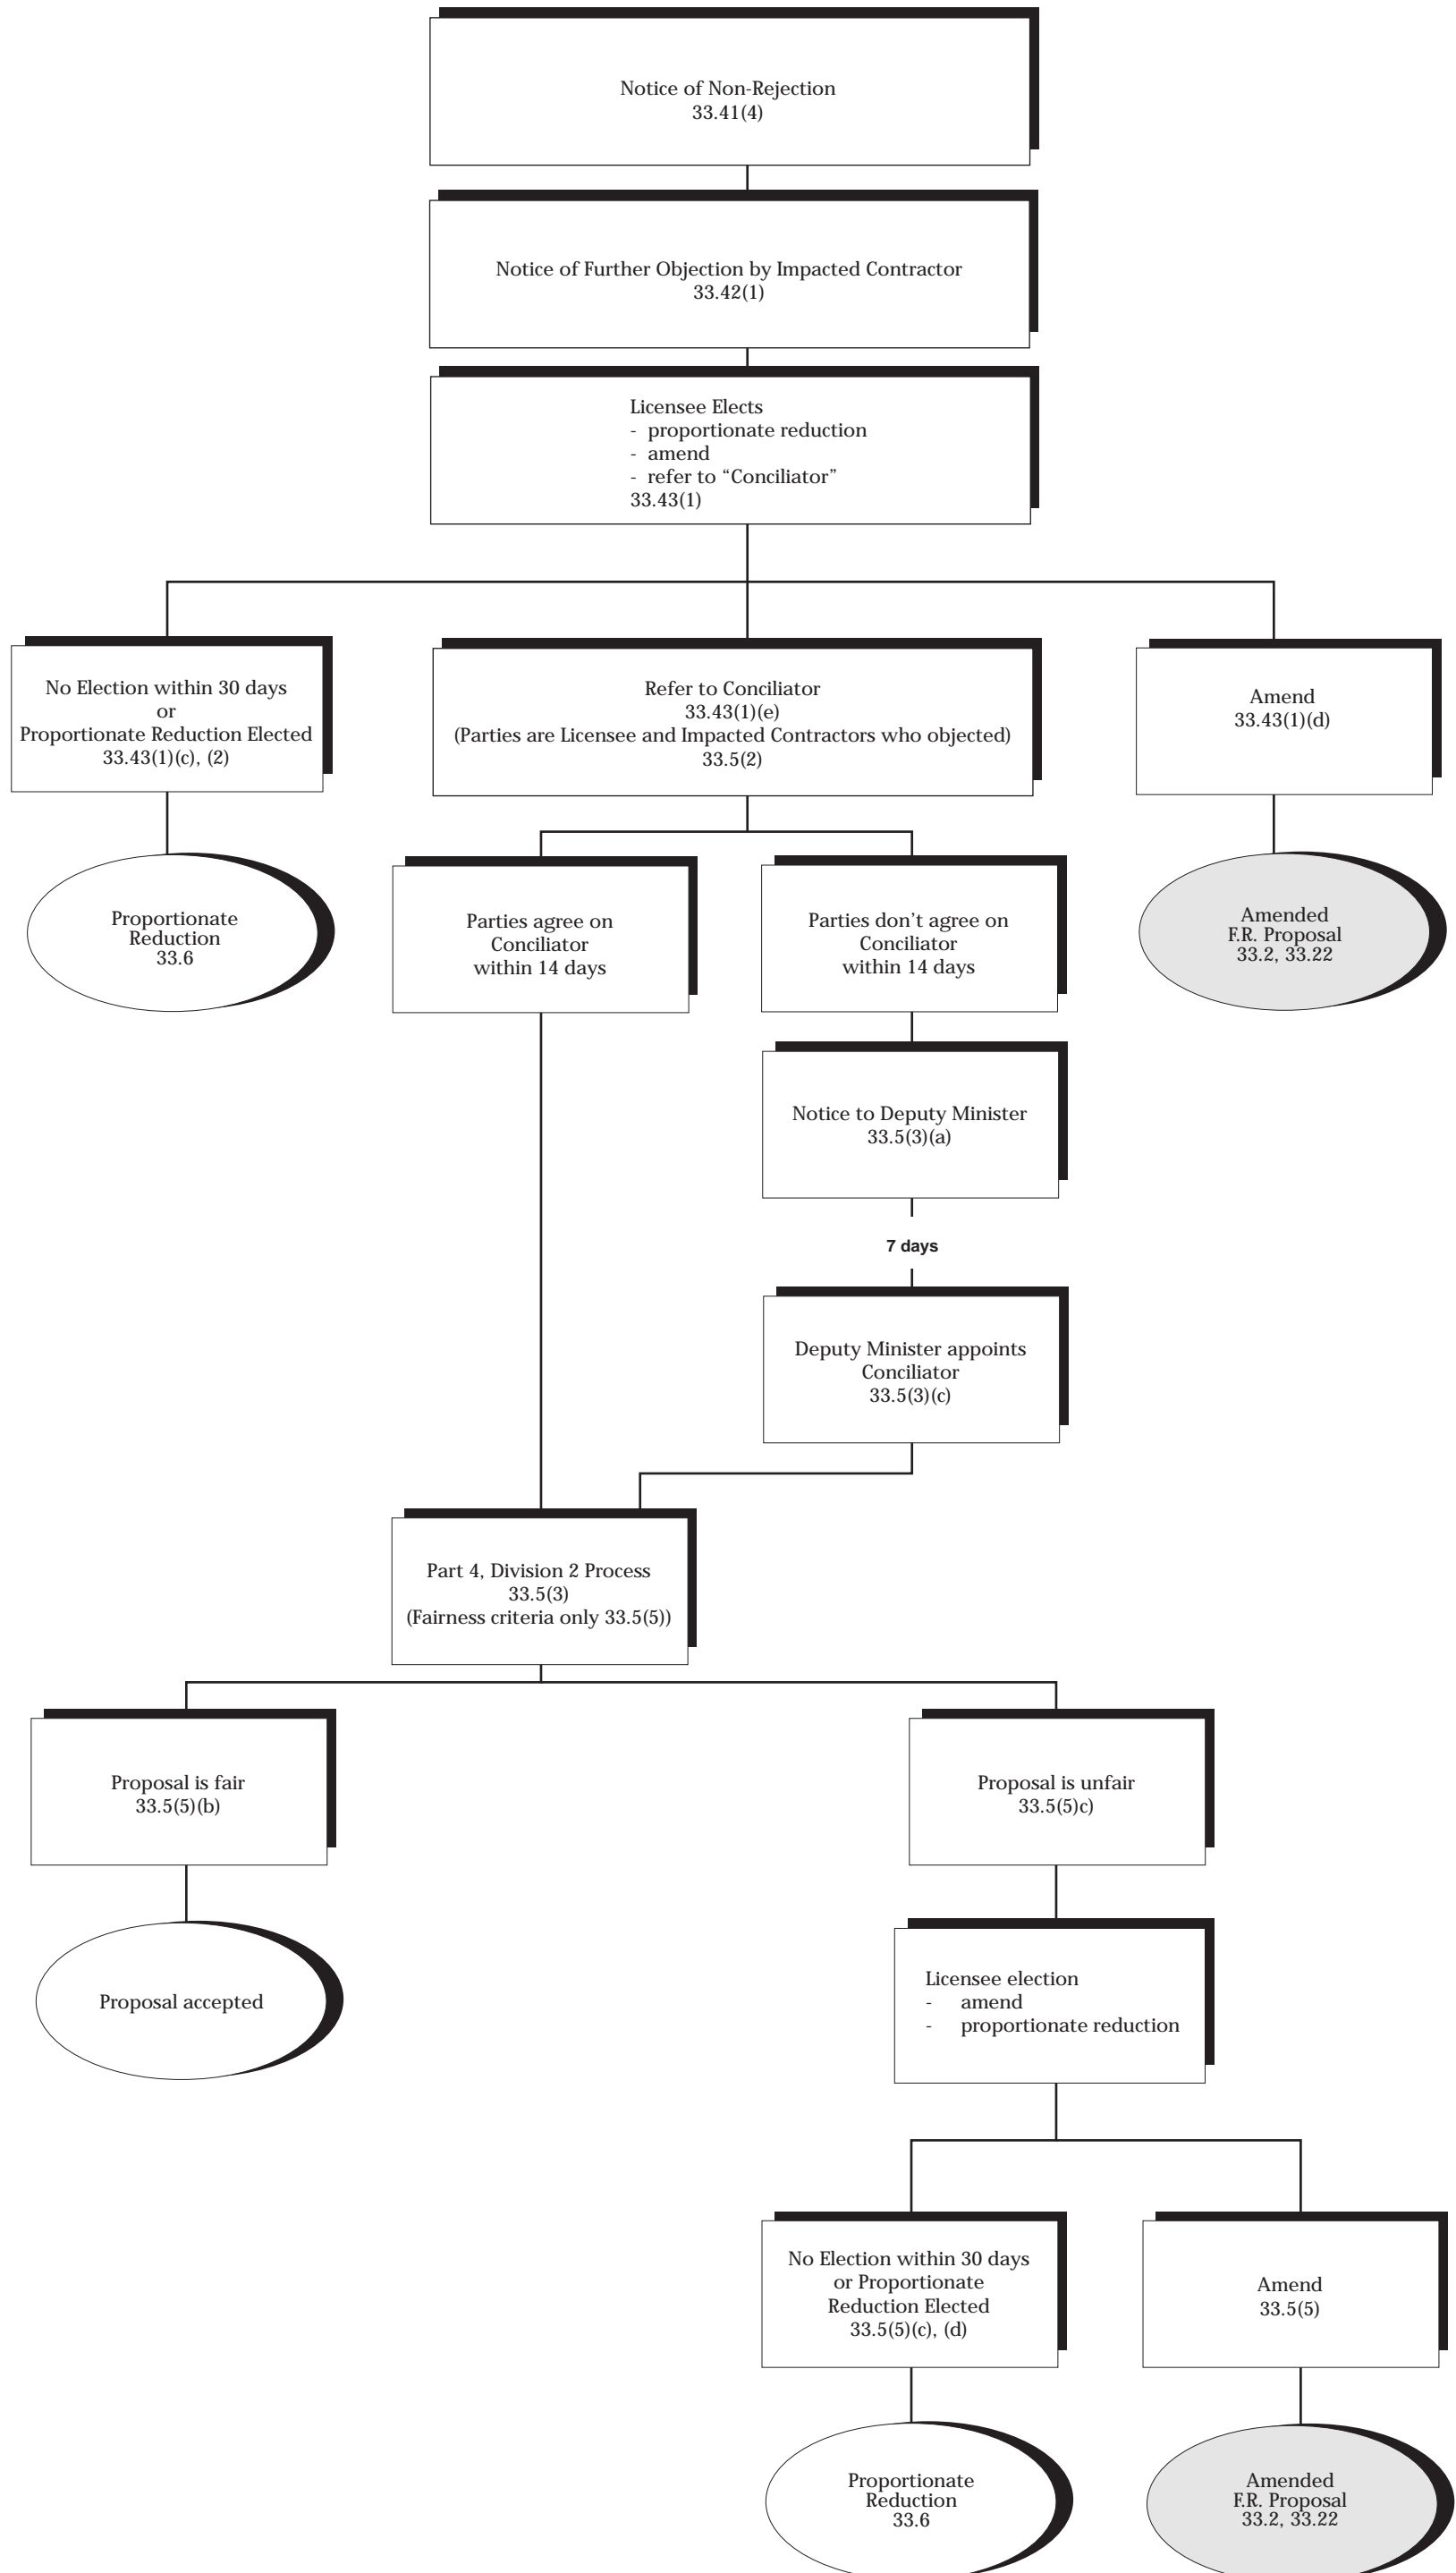 Notice of Non-Rejection
33.41(4)
Notice of Further Objection by Impacted Contractor
33.42(1)
Licensee Elects
- proportionate reduction
- amend
- refer to “Conciliator”
33.43(1)
No Election within 30 days
or
Proportionate Reduction Elected
33.43(1)(c), (2)
Refer to Conciliator
33.43(1)(e)
(Parties are Licensee and Impacted Contractors who objected)
33.5(2)
Amend
33.43(1)(d)
Proportionate
Reduction
33.6
Parties agree on
Conciliator
within 14 days
Parties don’t agree on
Conciliator
within 14 days
Amended
F.R. Proposal
33.2, 33.22
Notice to Deputy Minister
33.5(3)(a)
7 days
Deputy Minister appoints
Conciliator
33.5(3)(c)
Part 4, Division 2 Process
33.5(3)
(Fairness criteria only 33.5(5))
Proposal is fair
33.5(5)(b)
Proposal is unfair
33.5(5)c)
Proposal accepted
Licensee election
- amend
- proportionate reduction
No Election within 30 days
or Proportionate
Reduction Elected
33.5(5)(c), (d)
Amend
33.5(5)
Proportionate
Reduction
33.6
Amended
F.R. Proposal
33.2, 33.22